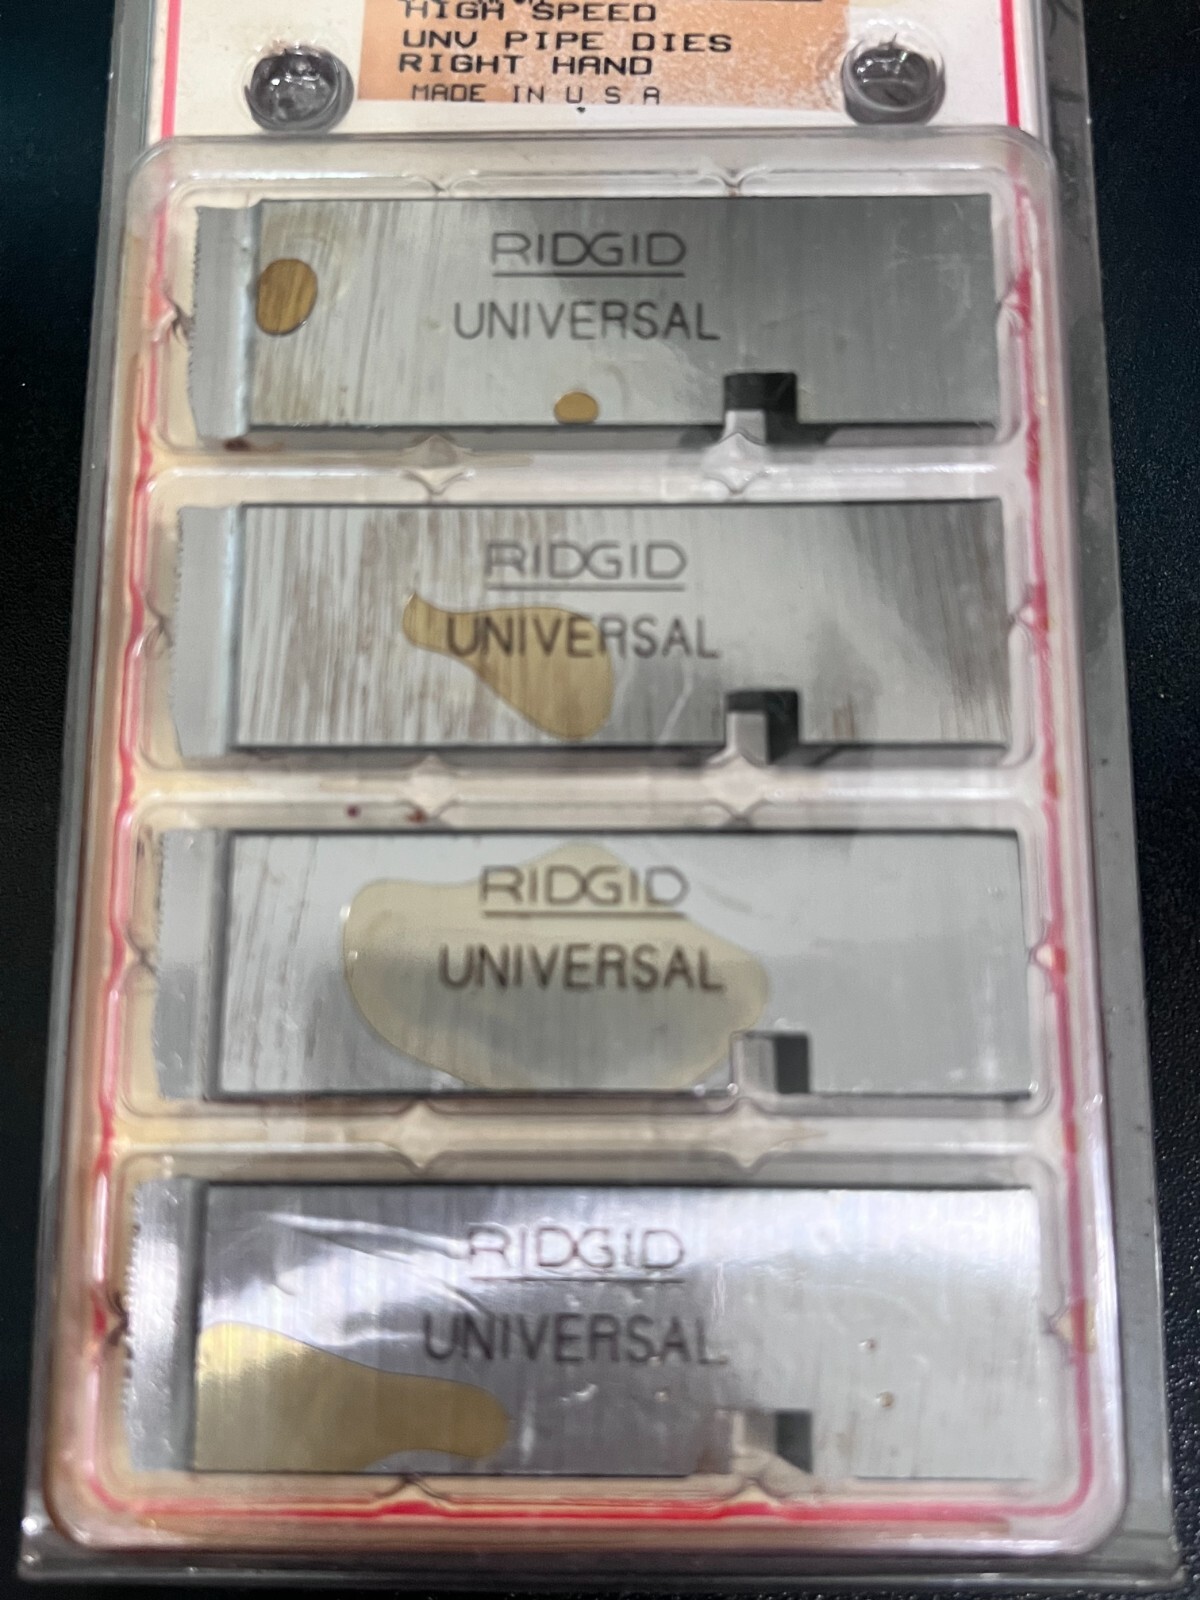 HIGH SPEED
UNV PIPE DIES
RIGHT HAND
MADE IN U S A
RIDGID
UNIVERSAL
RIDGID
UNIVERSAL
RIDGID
UNIVERSAL
RIDGID
UNIVERSAL